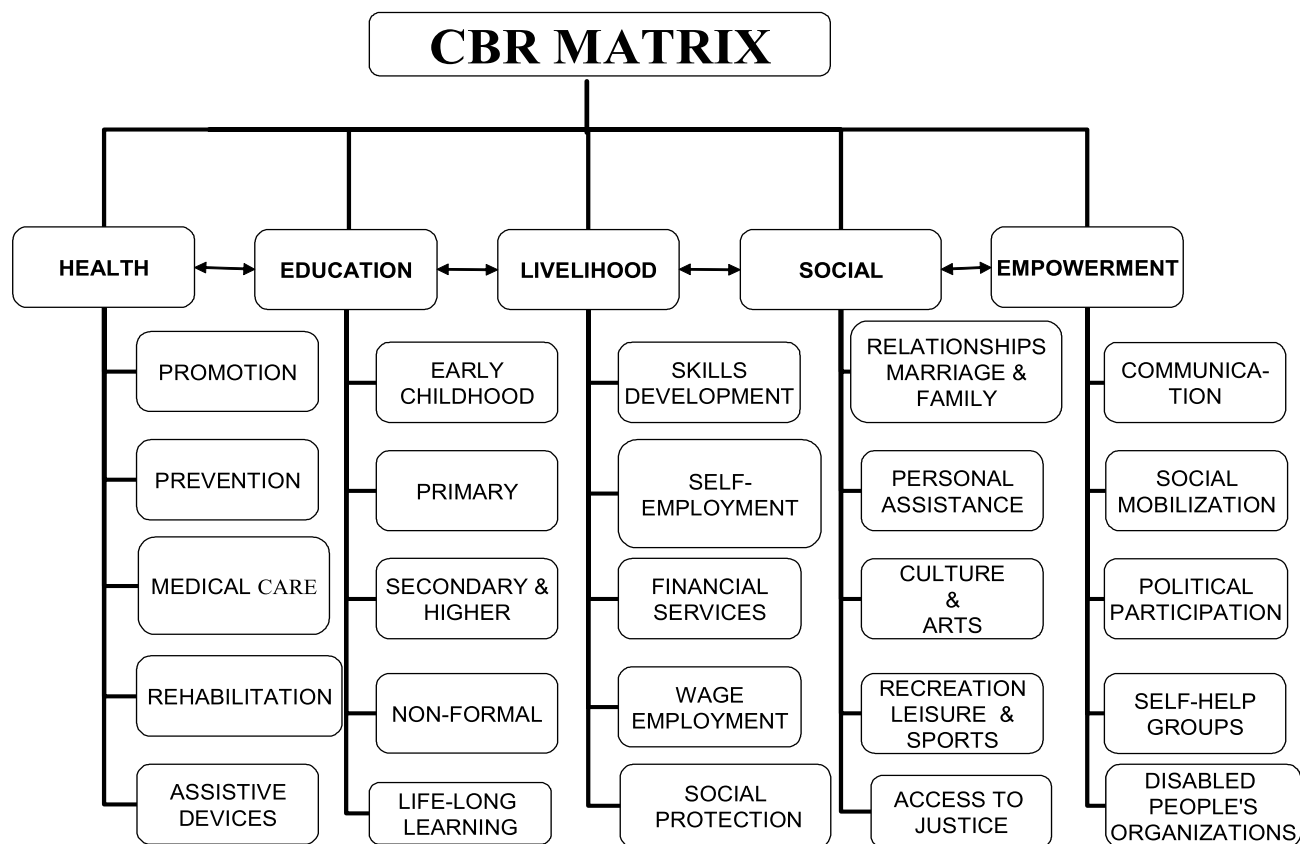 CBR MATRIX
HEALTH
EDUCATION
LIVELIHOOD
SOCIAL
EMPOWERMENT
PROMOTION
PREVENTION
MEDICAL CARE
REHABILITATION
ASSISTIVE
DEVICES
EARLY
CHILDHOOD
PRIMARY
SECONDARY &
HIGHER
NON-FORMAL
LIFE-LONG
LEARNING
SKILLS
DEVELOPMENT
SELF-
EMPLOYMENT
FINANCIAL
SERVICES
WAGE
EMPLOYMENT
SOCIAL
PROTECTION
RELATIONSHIPS
MARRIAGE &
FAMILY
PERSONAL
ASSISTANCE
CULTURE
&
ARTS
RECREATION
LEISURE &
SPORTS
ACCESS TO
JUSTICE
COMMUNICA-
TION
SOCIAL
MOBILIZATION
POLITICAL
PARTICIPATION
SELF-HELP
GROUPS
DISABLED
PEOPLE'S
ORGANIZATIONS,